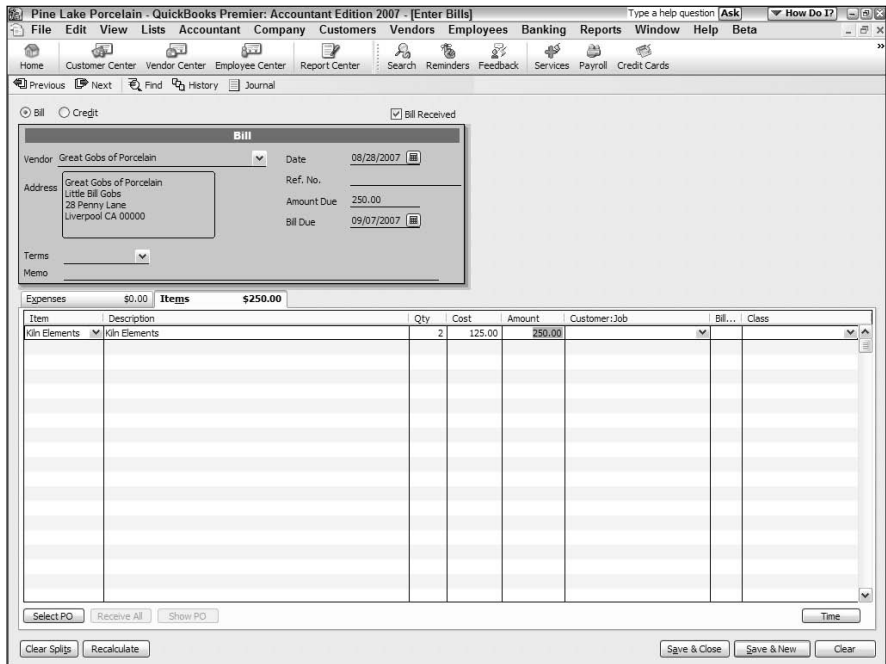 Pine Lake Porcelain - QuickBooks Premier: Accountant Edition 2007 - [Enter Bills] Type a help question Ask How Do I?
File Edit View Lists Accountant Company Customers Vendors Employees Banking Reports Window Help Beta
Home Customer Center Vendor Center Employee Center Report Center Search Reminders Feedback Services Payroll Credit Cards
Previous Next Find History Journal
Bill Credit Bill Received
Bill
Vendor Great Gobs of Porcelain Date 08/28/2007
Address Great Gobs of Porcelain Ref. No.
Little Bill Gobs
28 Penny Lane Amount Due 250.00
Liverpool CA 00000 Bill Due 09/07/2007
Terms
Memo
Expenses $0.00 Items $250.00
Item Description Qty Cost Amount Customer:Job Bill... Class
Kiln Elements Kiln Elements 2 125.00 250.00
Select PO Receive All Show PO Time
Clear Splits Recalculate Save & Close Save & New Clear